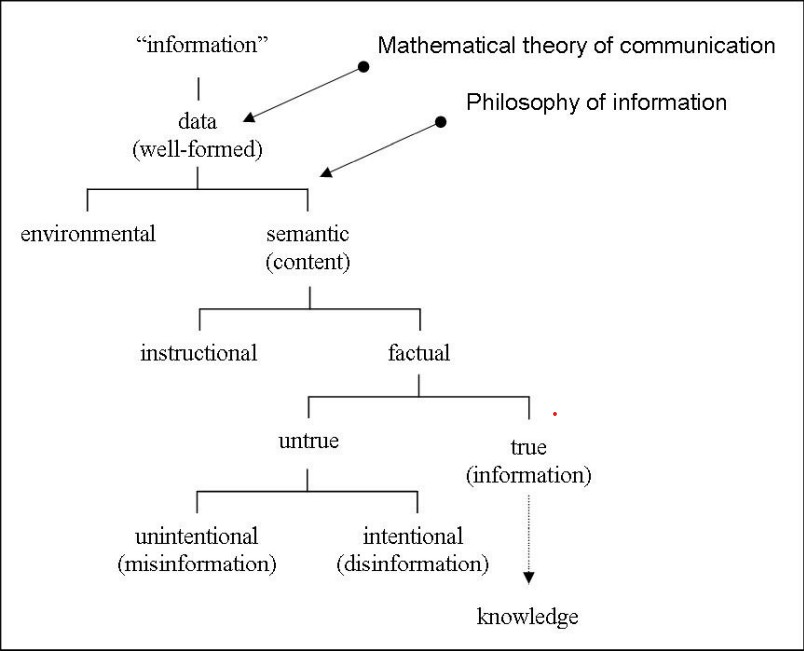 “information”
Mathematical theory of communication
Philosophy of information
data
(well-formed)
environmental
semantic
(content)
instructional
factual
untrue
true
(information)
unintentional
(misinformation)
intentional
(disinformation)
knowledge